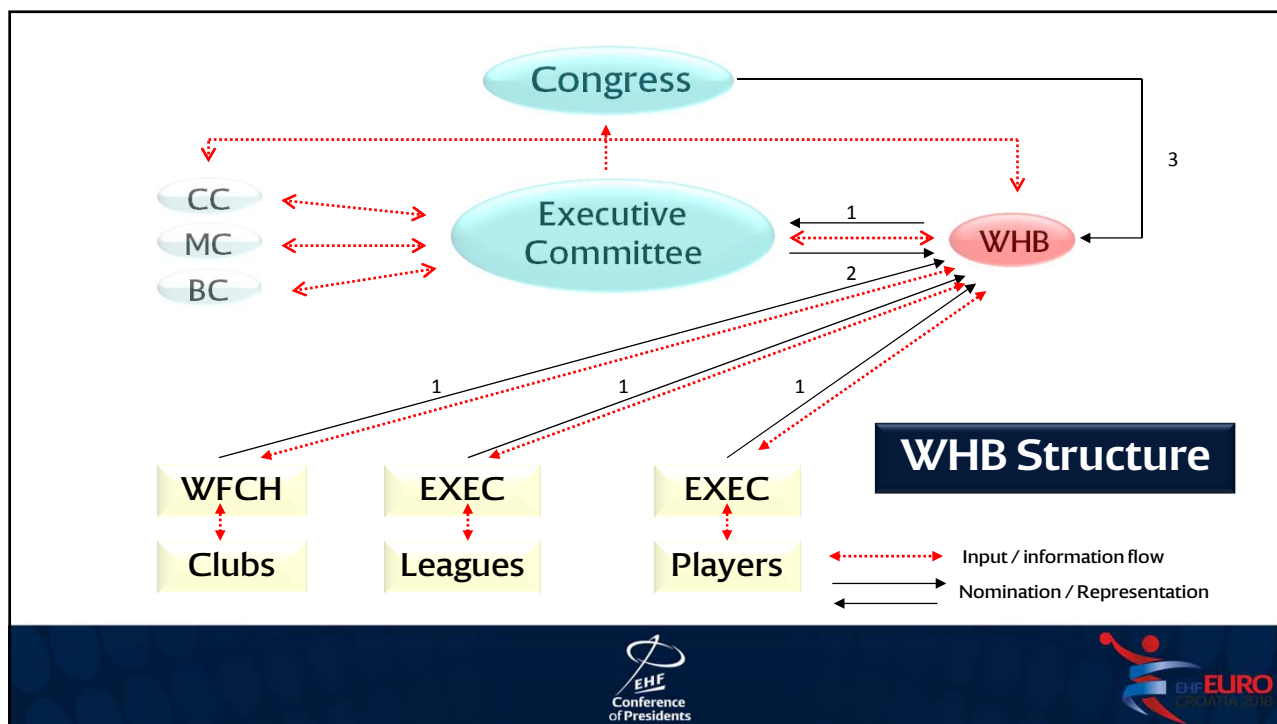 Congress
3
CC
MC
BC
Executive
Committee
1
2
WHB
1
1
1
WFCH
EXEC
EXEC
Clubs
Leagues
Players
WHB Structure
Input / information flow
Nomination / Representation
EHF
Conference
of Presidents
EHF EURO
CROATIA 2018